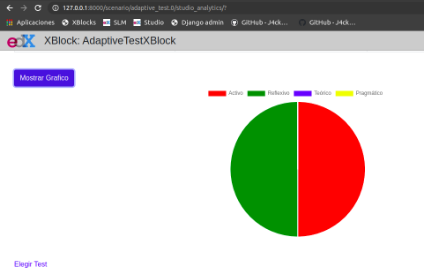 127.0.0.1:8000/scenario/adaptive_test.0/studio_analytics/?
Aplicaciones XBlocks SLM Studio Django admin GitHub - J4ck... GitHub - J4ck...
edX XBlock: AdaptiveTestXBlock
Mostrar Grafico
Activo Reflexivo Teórico Pragmático
Elegir Test